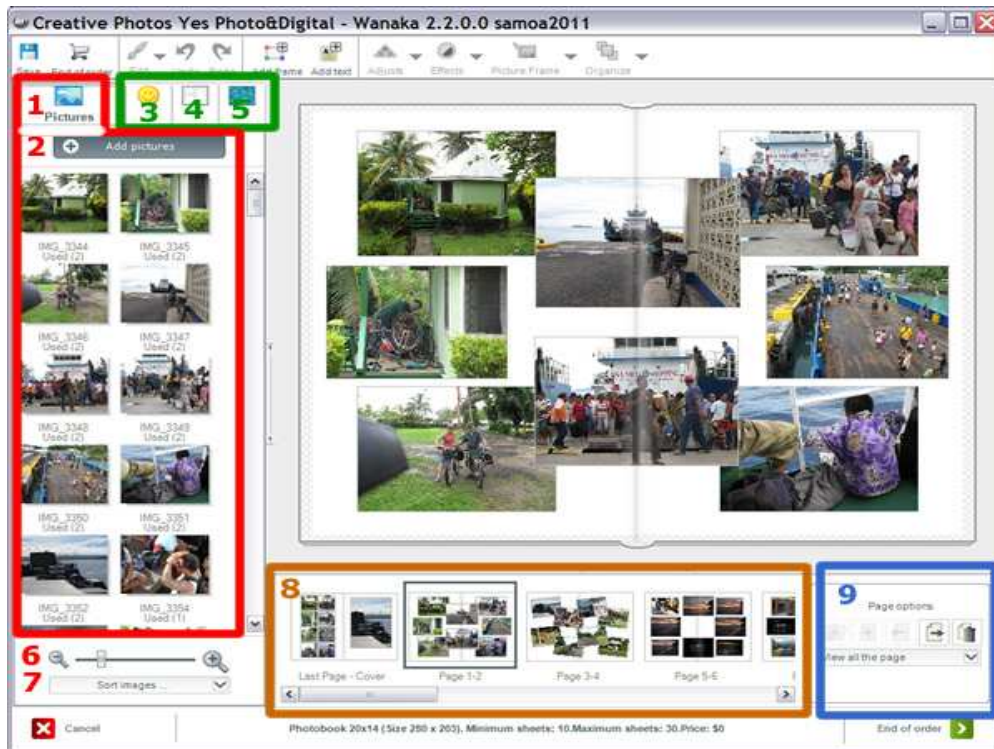 Creative Photos Yes Photo&Digital - Wanaka 2.2.0.0 samoa2011
Add text Adjusts Effects Picture Frame Organize
1 3 4 5
Pictures
2 Add pictures
IMG_3344 IMG_3345
Used (2) Used (2)
IMG_3346 IMG_3347
Used (2) Used (2)
IMG_3348 IMG_3349
Used (2) Used (2)
IMG_3350 IMG_3351
Used (2) Used (2)
IMG_3352 IMG_3354
Used (2) Used (1)
6
7 Sort images ...
8
Last Page - Cover Page 1-2 Page 3-4 Page 5-6
9
Page options
View all the page
Cancel Photobook 20x14 (Size 280 x 203), Minimum sheets: 10.Maximum sheets: 30.Price: $0 End of order